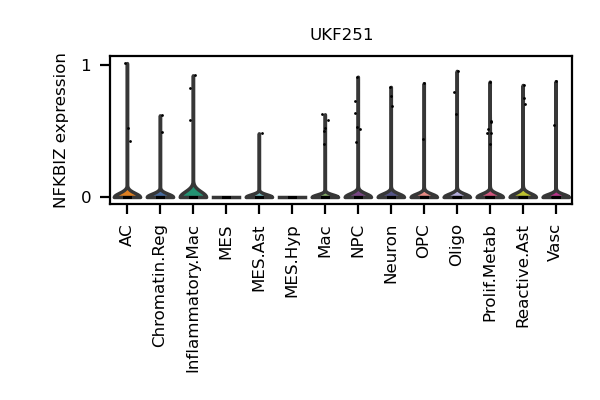 UKF251
NFKBIZ expression
1
0
AC
Chromatin.Reg
Inflammatory.Mac
MES
MES.Ast
MES.Hyp
Mac
NPC
Neuron
OPC
Oligo
Prolif.Metab
Reactive.Ast
Vasc